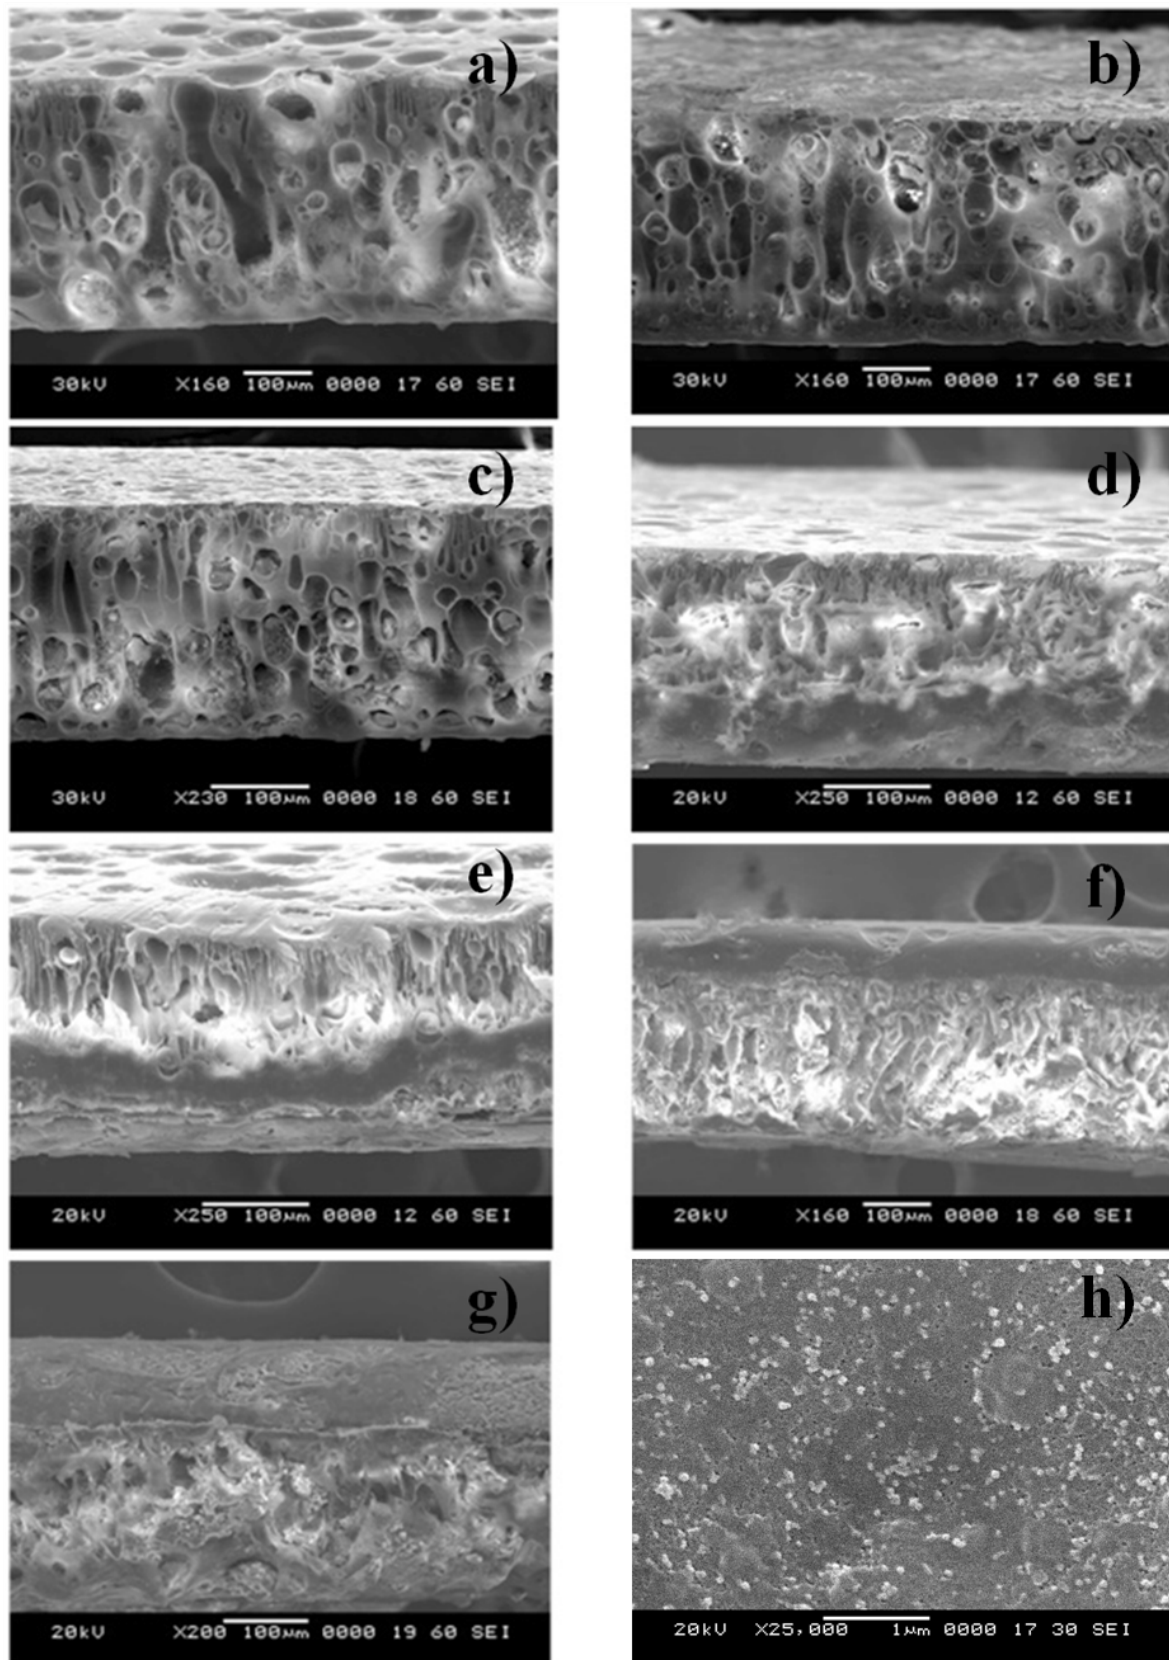 a)
30kV X160 100µm 0000 17 60 SEI
b)
30kV X160 100µm 0000 17 60 SEI
c)
30kV X230 100µm 0000 18 60 SEI
d)
20kV X250 100µm 0000 12 60 SEI
e)
20kV X250 100µm 0000 12 60 SEI
f)
20kV X160 100µm 0000 18 60 SEI
g)
20kV X200 100µm 0000 19 60 SEI
h)
20kV X25,000 1µm 0000 17 30 SEI